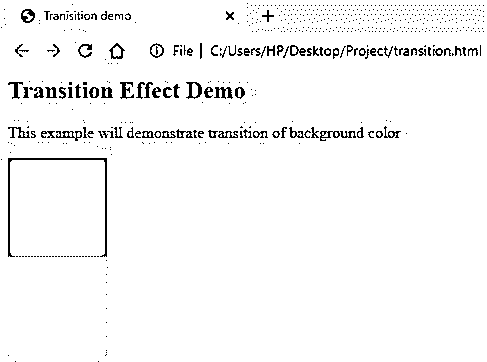 Tranisition demo
File | C:/Users/HP/Desktop/Project/transition.html
Transition Effect Demo
This example will demonstrate transition of background color